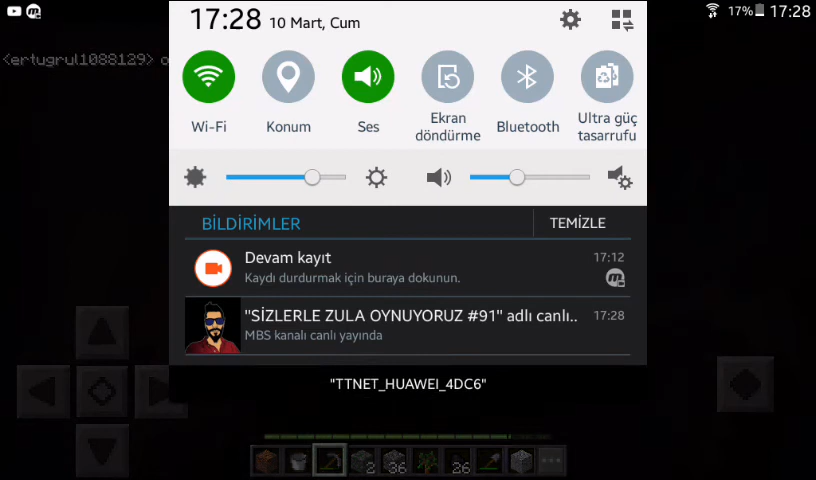 17:28 10 Mart, Cum
17% 17:28
<ertugrul1088129> o
Wi-Fi
Konum
Ses
Ekran
döndürme
Bluetooth
Ultra güç
tasarrufu
BİLDİRİMLER
TEMİZLE
Devam kayıt
17:12
Kaydı durdurmak için buraya dokunun.
"SİZLERLE ZULA OYNUYORUZ #91" adlı canlı..
17:28
MBS kanalı canlı yayında
"TTNET_HUAWEI_4DC6"
2
36
26